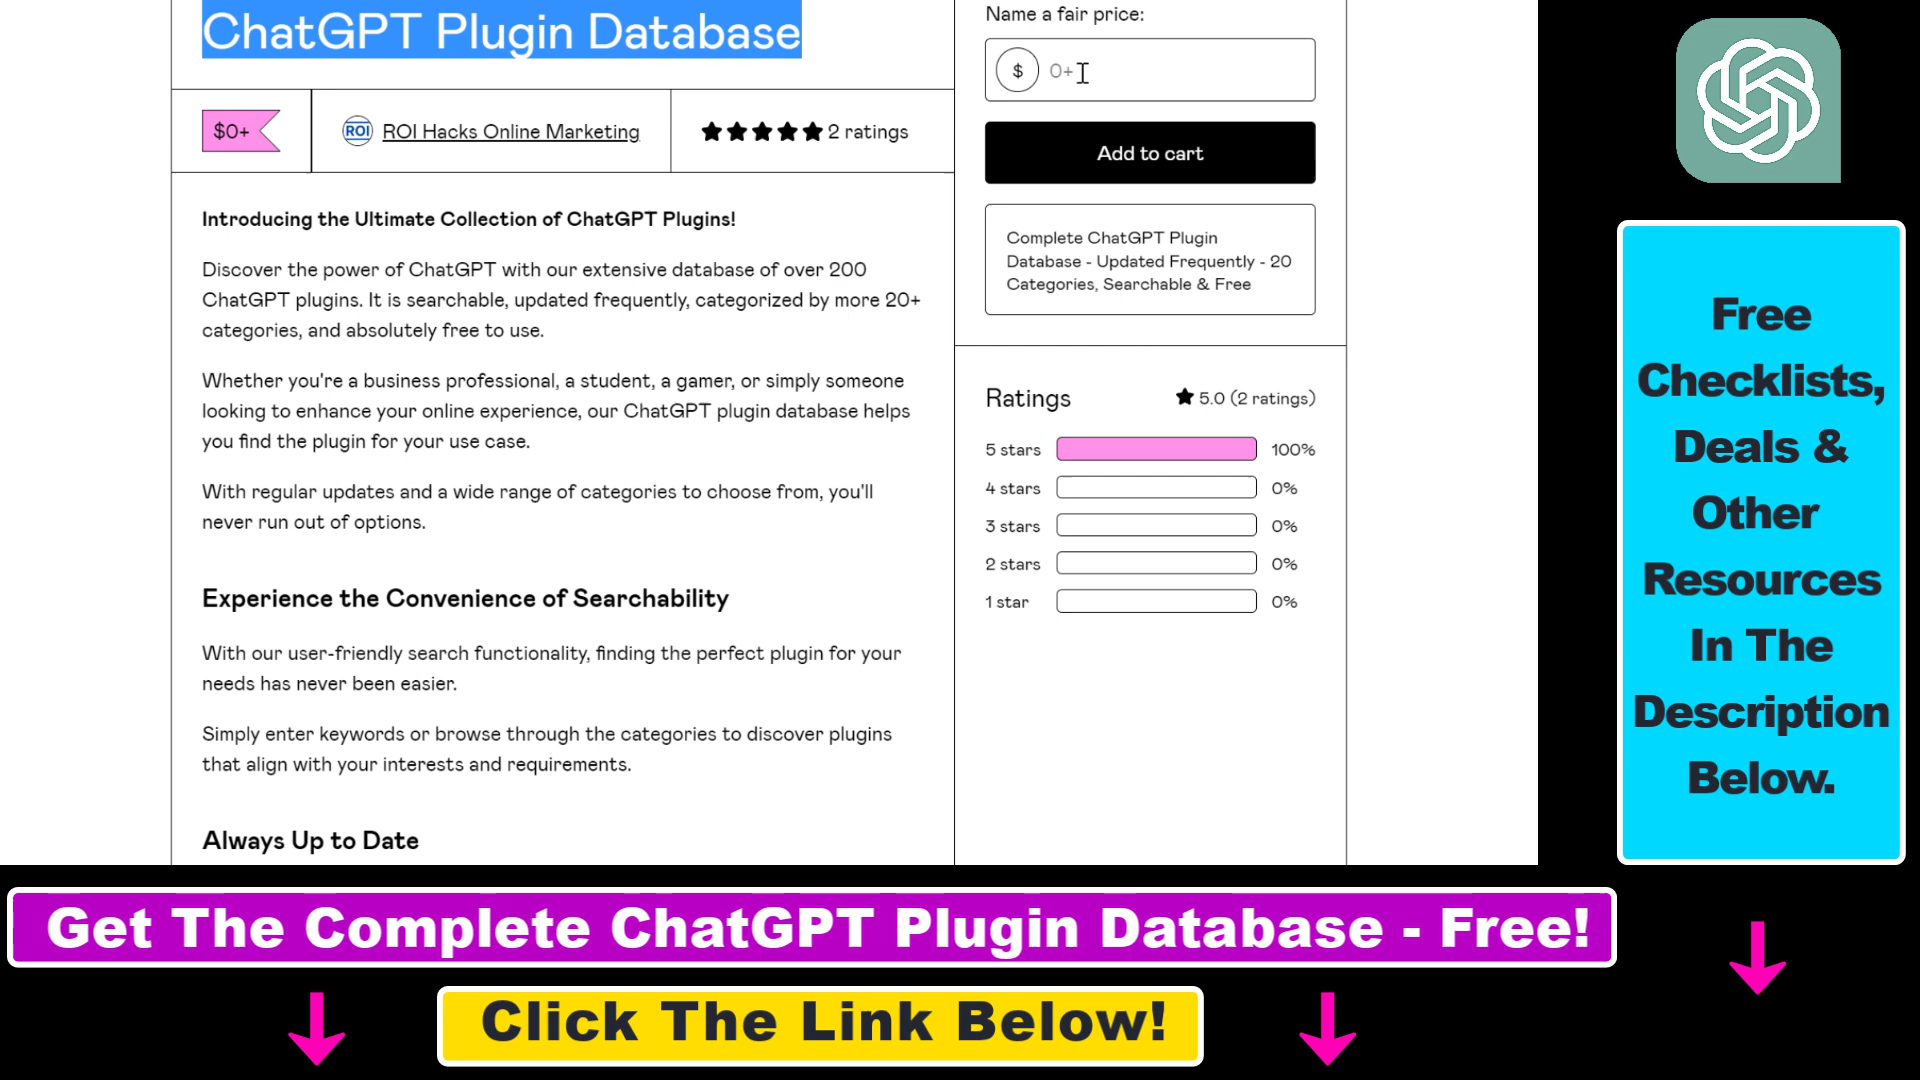 ChatGPT Plugin Database
$0+
ROI
ROI Hacks Online Marketing
2 ratings
Introducing the Ultimate Collection of ChatGPT Plugins!
Discover the power of ChatGPT with our extensive database of over 200
ChatGPT plugins. It is searchable, updated frequently, categorized by more 20+
categories, and absolutely free to use.
Whether you're a business professional, a student, a gamer, or simply someone
looking to enhance your online experience, our ChatGPT plugin database helps
you find the plugin for your use case.
With regular updates and a wide range of categories to choose from, you'll
never run out of options.
Experience the Convenience of Searchability
With our user-friendly search functionality, finding the perfect plugin for your
needs has never been easier.
Simply enter keywords or browse through the categories to discover plugins
that align with your interests and requirements.
Always Up to Date
Name a fair price:
$ 0+
Add to cart
Complete ChatGPT Plugin
Database - Updated Frequently - 20
Categories, Searchable & Free
Ratings
5.0 (2 ratings)
5 stars 100%
4 stars 0%
3 stars 0%
2 stars 0%
1 star 0%
Free
Checklists,
Deals &
Other
Resources
In The
Description
Below.
Get The Complete ChatGPT Plugin Database - Free!
Click The Link Below!